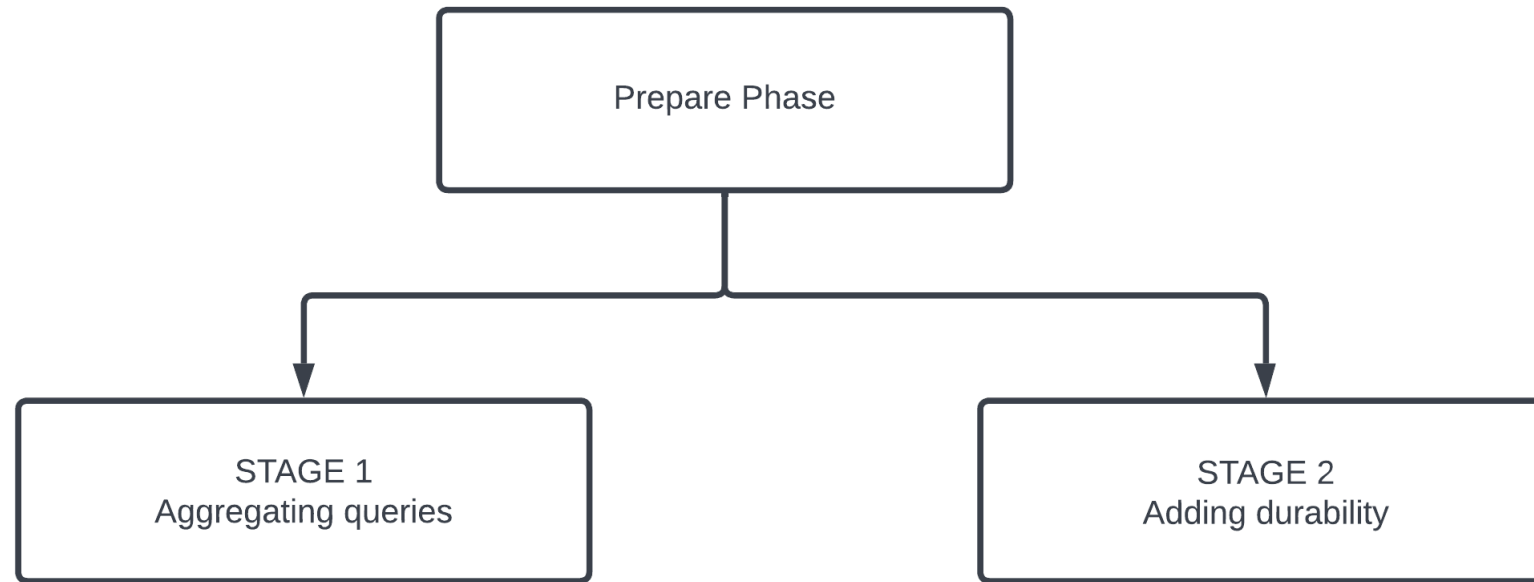 Prepare Phase
STAGE 1
Aggregating queries
STAGE 2
Adding durability